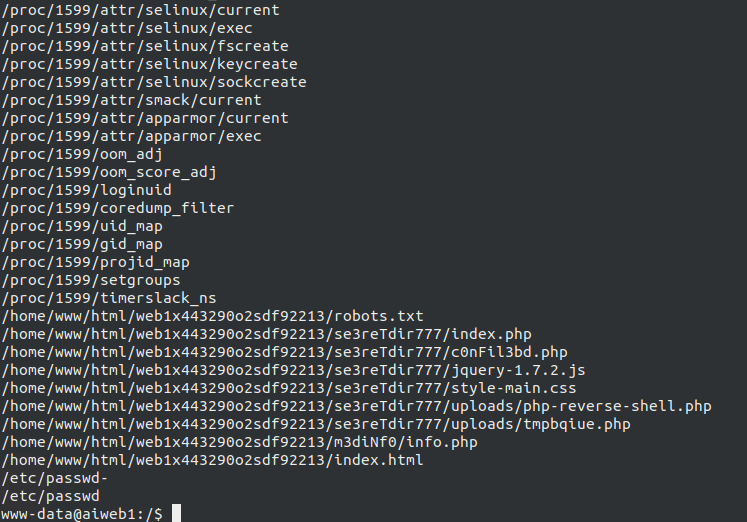 /proc/1599/attr/selinux/current
/proc/1599/attr/selinux/exec
/proc/1599/attr/selinux/fscreate
/proc/1599/attr/selinux/keycreate
/proc/1599/attr/selinux/sockcreate
/proc/1599/attr/smack/current
/proc/1599/attr/apparmor/current
/proc/1599/attr/apparmor/exec
/proc/1599/oom_adj
/proc/1599/oom_score_adj
/proc/1599/loginuid
/proc/1599/coredump_filter
/proc/1599/uid_map
/proc/1599/gid_map
/proc/1599/projid_map
/proc/1599/setgroups
/proc/1599/timerslack_ns
/home/www/html/web1x443290o2sdf92213/robots.txt
/home/www/html/web1x443290o2sdf92213/se3reTdir777/index.php
/home/www/html/web1x443290o2sdf92213/se3reTdir777/c0nFil3bd.php
/home/www/html/web1x443290o2sdf92213/se3reTdir777/jquery-1.7.2.js
/home/www/html/web1x443290o2sdf92213/se3reTdir777/style-main.css
/home/www/html/web1x443290o2sdf92213/se3reTdir777/uploads/php-reverse-shell.php
/home/www/html/web1x443290o2sdf92213/se3reTdir777/uploads/tmpbqiue.php
/home/www/html/web1x443290o2sdf92213/m3diNf0/info.php
/home/www/html/web1x443290o2sdf92213/index.html
/etc/passwd-
/etc/passwd
www-data@aiweb1:/$